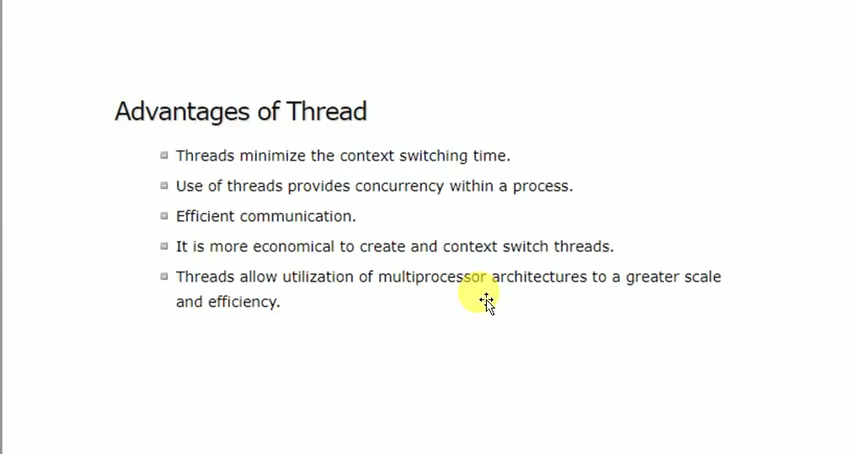 Advantages of Thread
Threads minimize the context switching time.
Use of threads provides concurrency within a process.
Efficient communication.
It is more economical to create and context switch threads.
Threads allow utilization of multiprocessor architectures to a greater scale
and efficiency.